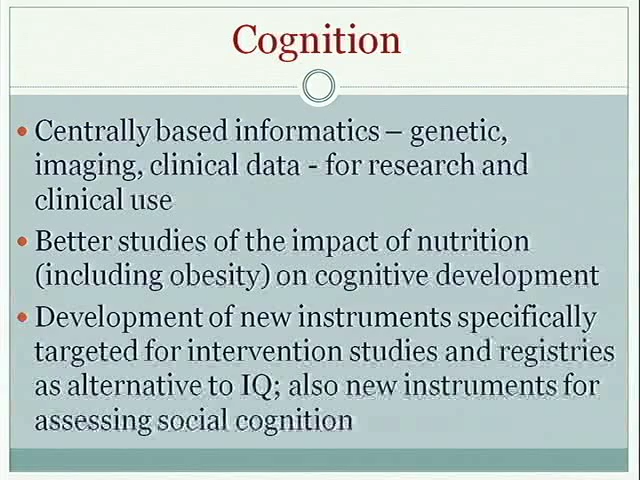 Cognition
• Centrally based informatics – genetic,
imaging, clinical data - for research and
clinical use
• Better studies of the impact of nutrition
(including obesity) on cognitive development
• Development of new instruments specifically
targeted for intervention studies and registries
as alternative to IQ; also new instruments for
assessing social cognition